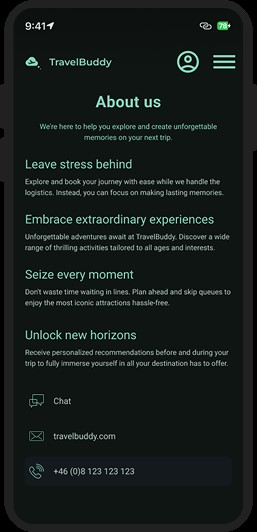 9:41
76
TravelBuddy
About us
We're here to help you explore and create unforgettable
memories on your next trip.
Leave stress behind
Explore and book your journey with ease while we handle the
logistics. Instead, you can focus on making lasting memories.
Embrace extraordinary experiences
Unforgettable adventures await at TravelBuddy. Discover a wide
range of thrilling activities tailored to all ages and interests.
Seize every moment
Don't waste time waiting in lines. Plan ahead and skip queues to
enjoy the most iconic attractions hassle-free.
Unlock new horizons
Receive personalized recommendations before and during your
trip to fully immerse yourself in all your destination has to offer.
Chat
travelbuddy.com
+46 (0)8 123 123 123